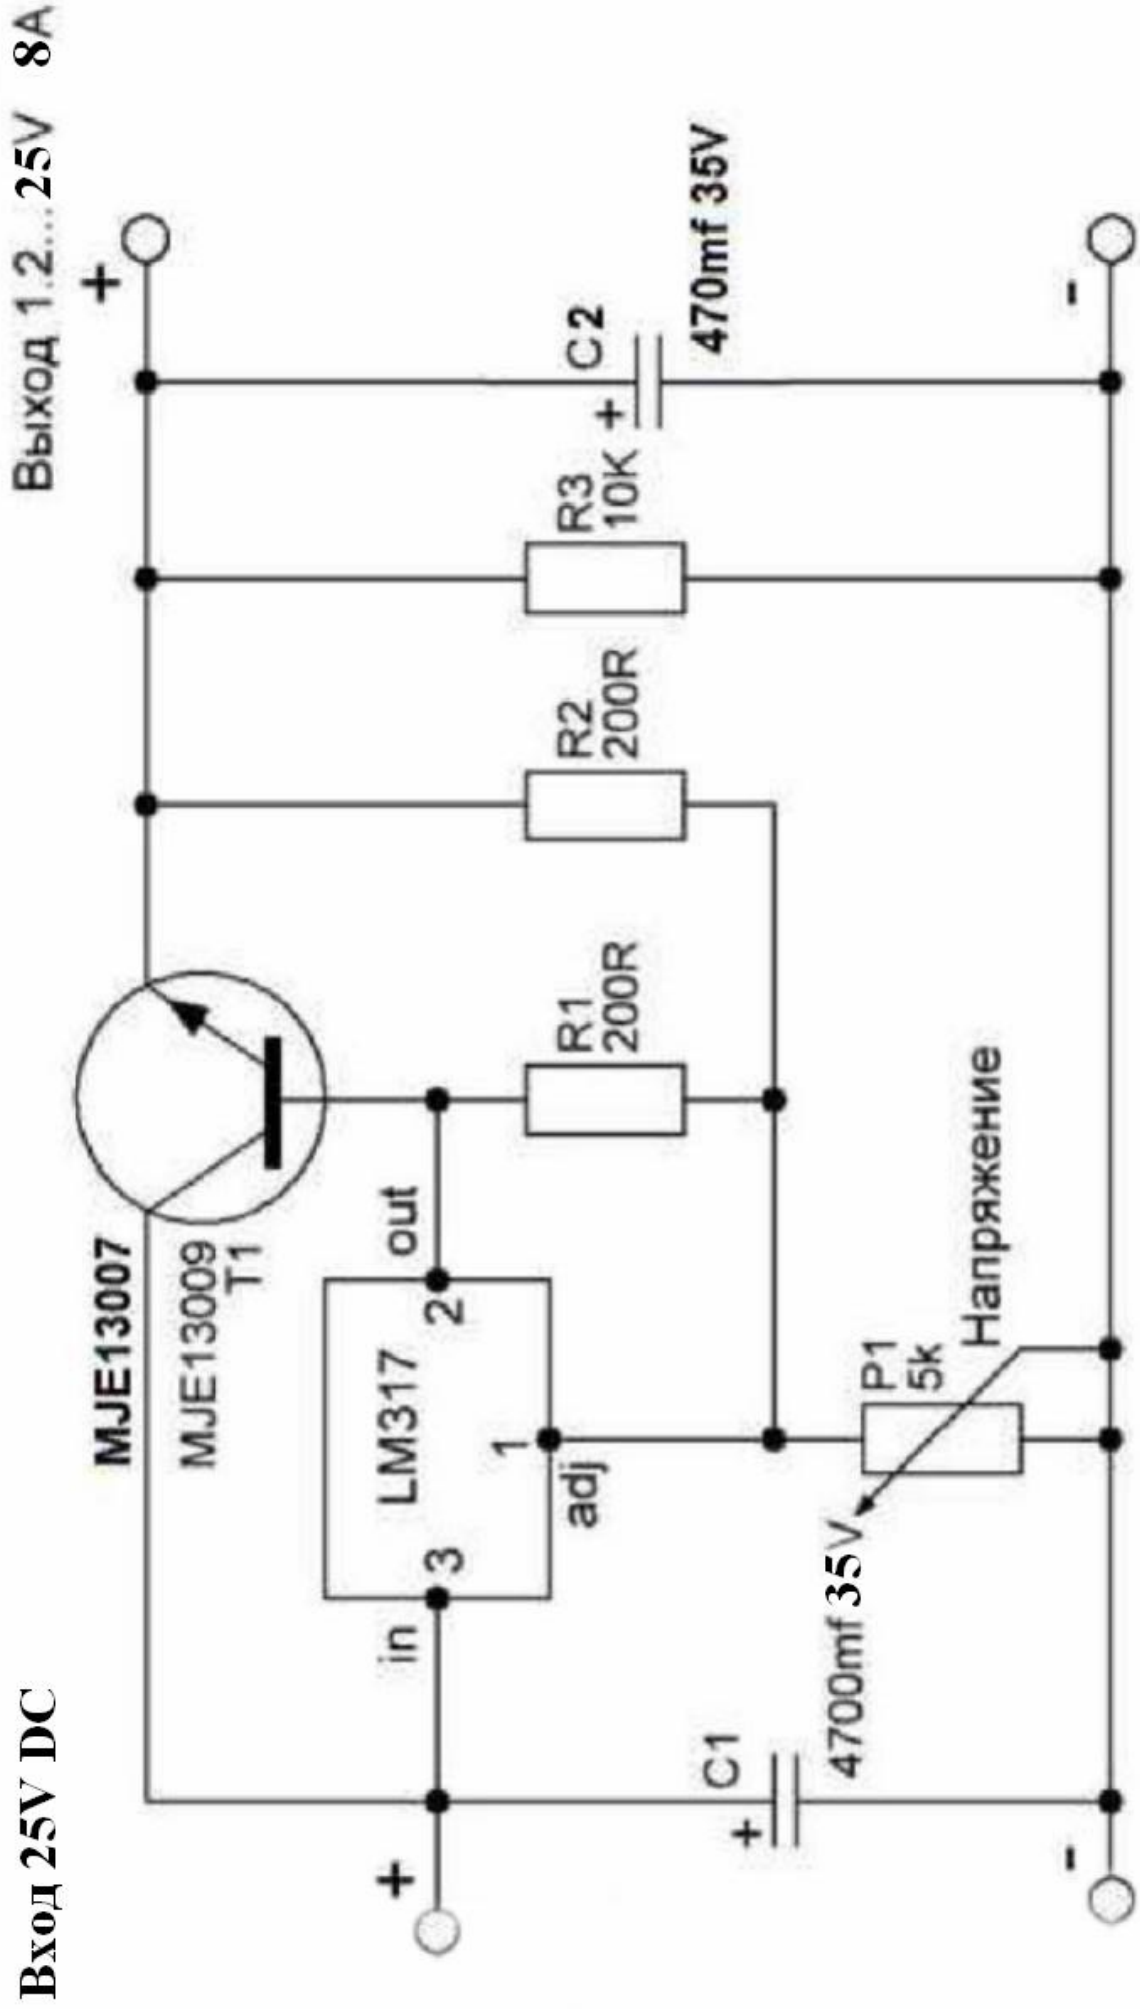 Вход 25V DC
Выход 1.2...25V 8A
+
MJE13007
MJE13009
T1
+
in
3
LM317
2
out
1
adj
C1
+
4700mf 35V
P1
5k
Напряжение
R1
200R
R2
200R
R3
10K
C2
+
470mf 35V
-
-